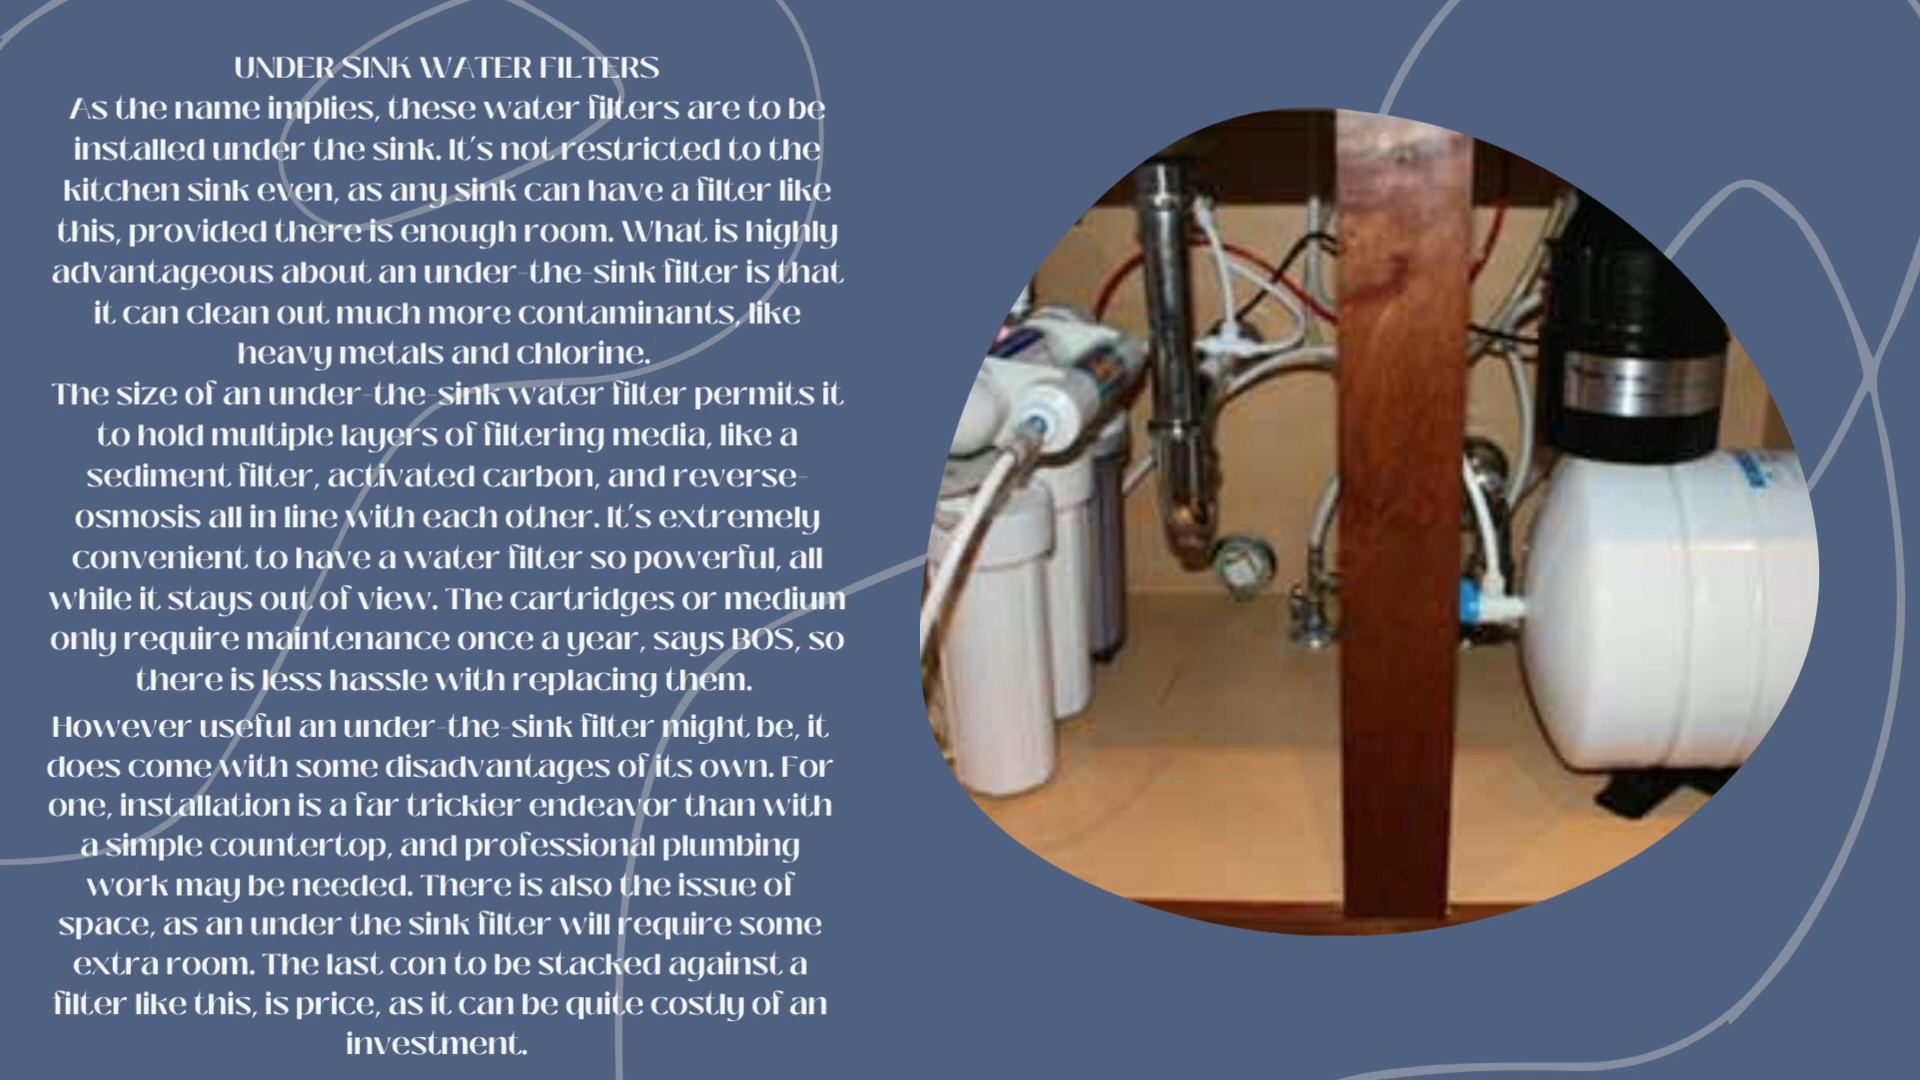 UNDER SINK WATER FILTERS
As the name implies, these water filters are to be
installed under the sink. It's not restricted to the
kitchen sink even, as any sink can have a filter like
this, provided there is enough room. What is highly
advantageous about an under-the-sink filter is that
it can clean out much more contaminants, like
heavy metals and chlorine.
The size of an under-the-sink water filter permits it
to hold multiple layers of filtering media, like a
sediment filter, activated carbon, and reverse-
osmosis all in line with each other. It's extremely
convenient to have a water filter so powerful, all
while it stays out of view. The cartridges or medium
only require maintenance once a year, says BOS, so
there is less hassle with replacing them.
However useful an under-the-sink filter might be, it
does come with some disadvantages of its own. For
one, installation is a far trickier endeavor than with
a simple countertop, and professional plumbing
work may be needed. There is also the issue of
space, as an under the sink filter will require some
extra room. The last con to be stacked against a
filter like this, is price, as it can be quite costly of an
investment.